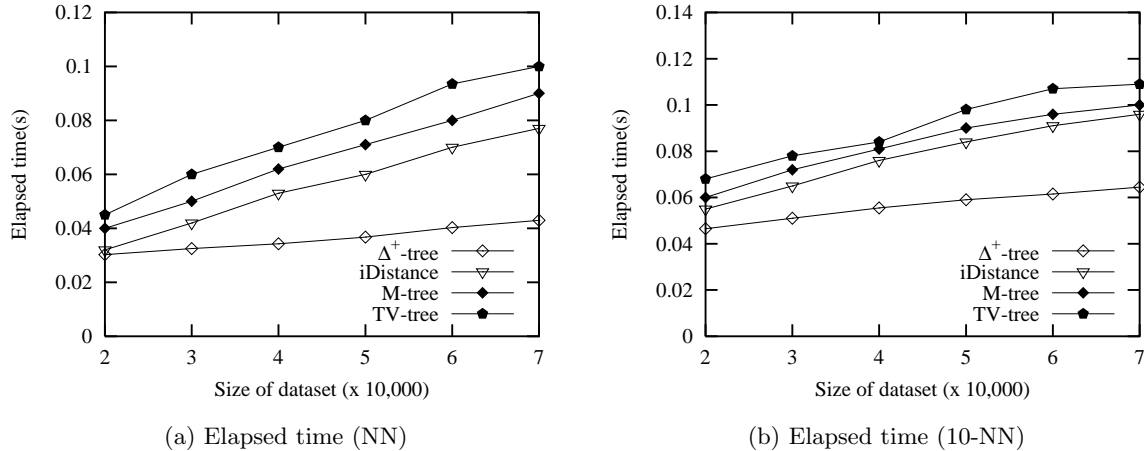 0.12
0.1
0.08
0.06
0.04
0.02
0
Elapsed time(s)
Δ+-tree
iDistance
M-tree
TV-tree
2 3 4 5 6 7
Size of dataset (x 10,000)
(a) Elapsed time (NN)
0.14
0.12
0.1
0.08
0.06
0.04
0.02
0
Elapsed time(s)
Δ+-tree
iDistance
M-tree
TV-tree
2 3 4 5 6 7
Size of dataset (x 10,000)
(b) Elapsed time (10-NN)